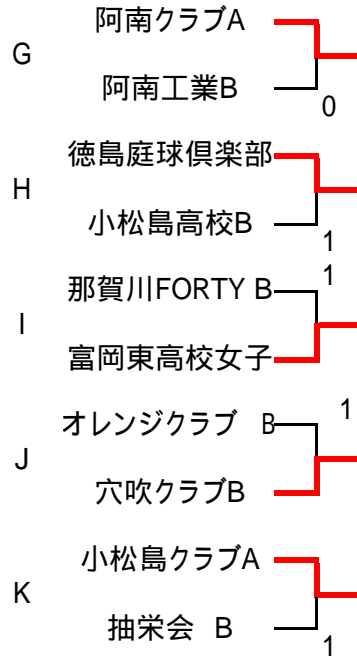 阿南クラブA
G
阿南工業B
0
徳島庭球倶楽部
H
小松島高校B
1
1
那賀川FORTY B
I
富岡東高校女子
オレンジクラブ B
1
J
穴吹クラブB
小松島クラブA
K
抽栄会 B
1